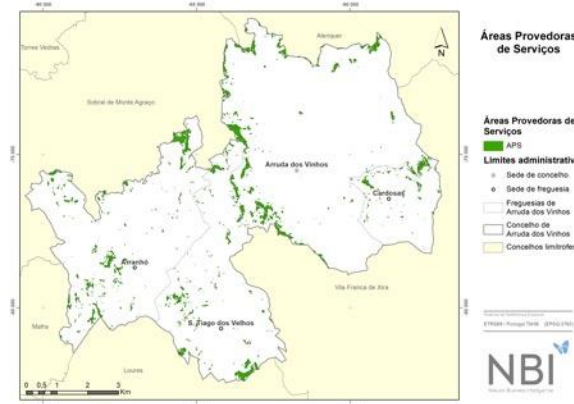 Áreas Provedoras
de Serviços
Torres Vedras
Alenquer
N
Sobral de Monte Agraço
Arruda dos Vinhos
Cardosas
Arranhó
S. Tiago dos Velhos
Vila Franca de Xira
Mafra
Loures
0 0,5 1 2 3
Km
Áreas Provedoras de
Serviços
APS
Limites administrativ
Sede de concelho
Sede de freguesia
Freguesias de
Arruda dos Vinhos
Concelho de
Arruda dos Vinhos
Concelhos limítrofes
NBI